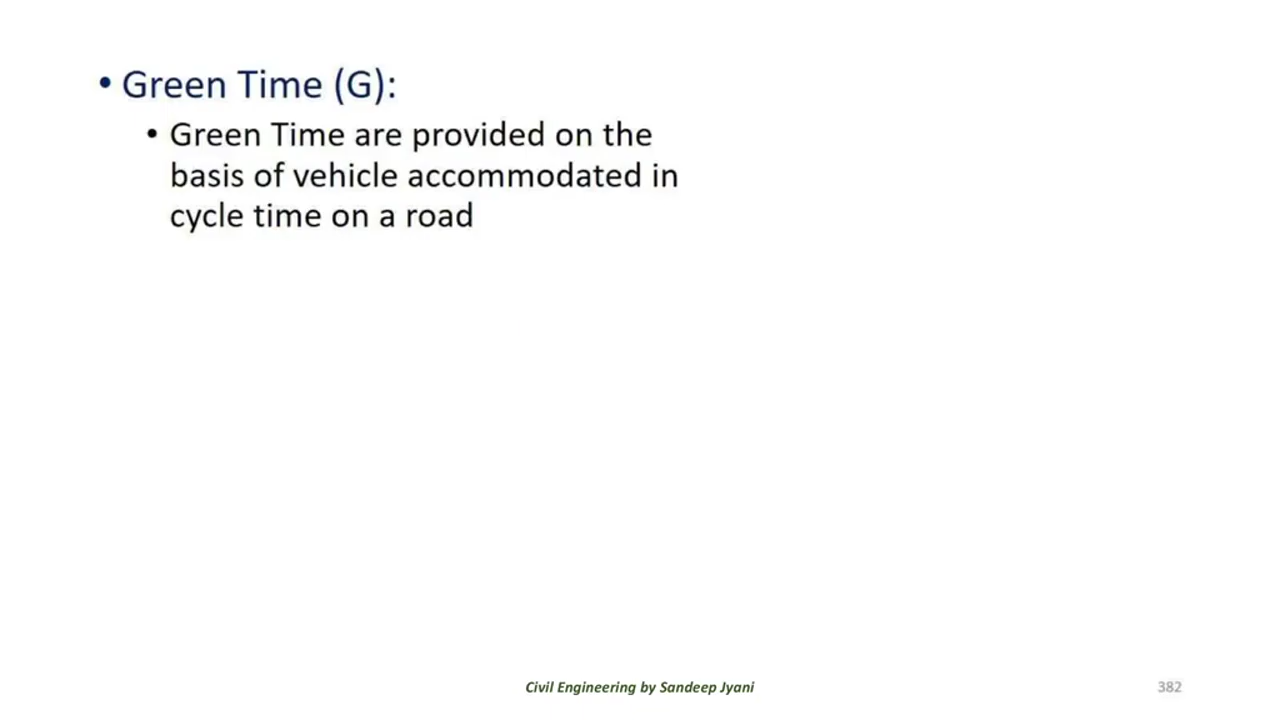 • Green Time (G):
• Green Time are provided on the
basis of vehicle accommodated in
cycle time on a road
Civil Engineering by Sandeep Jyani
382